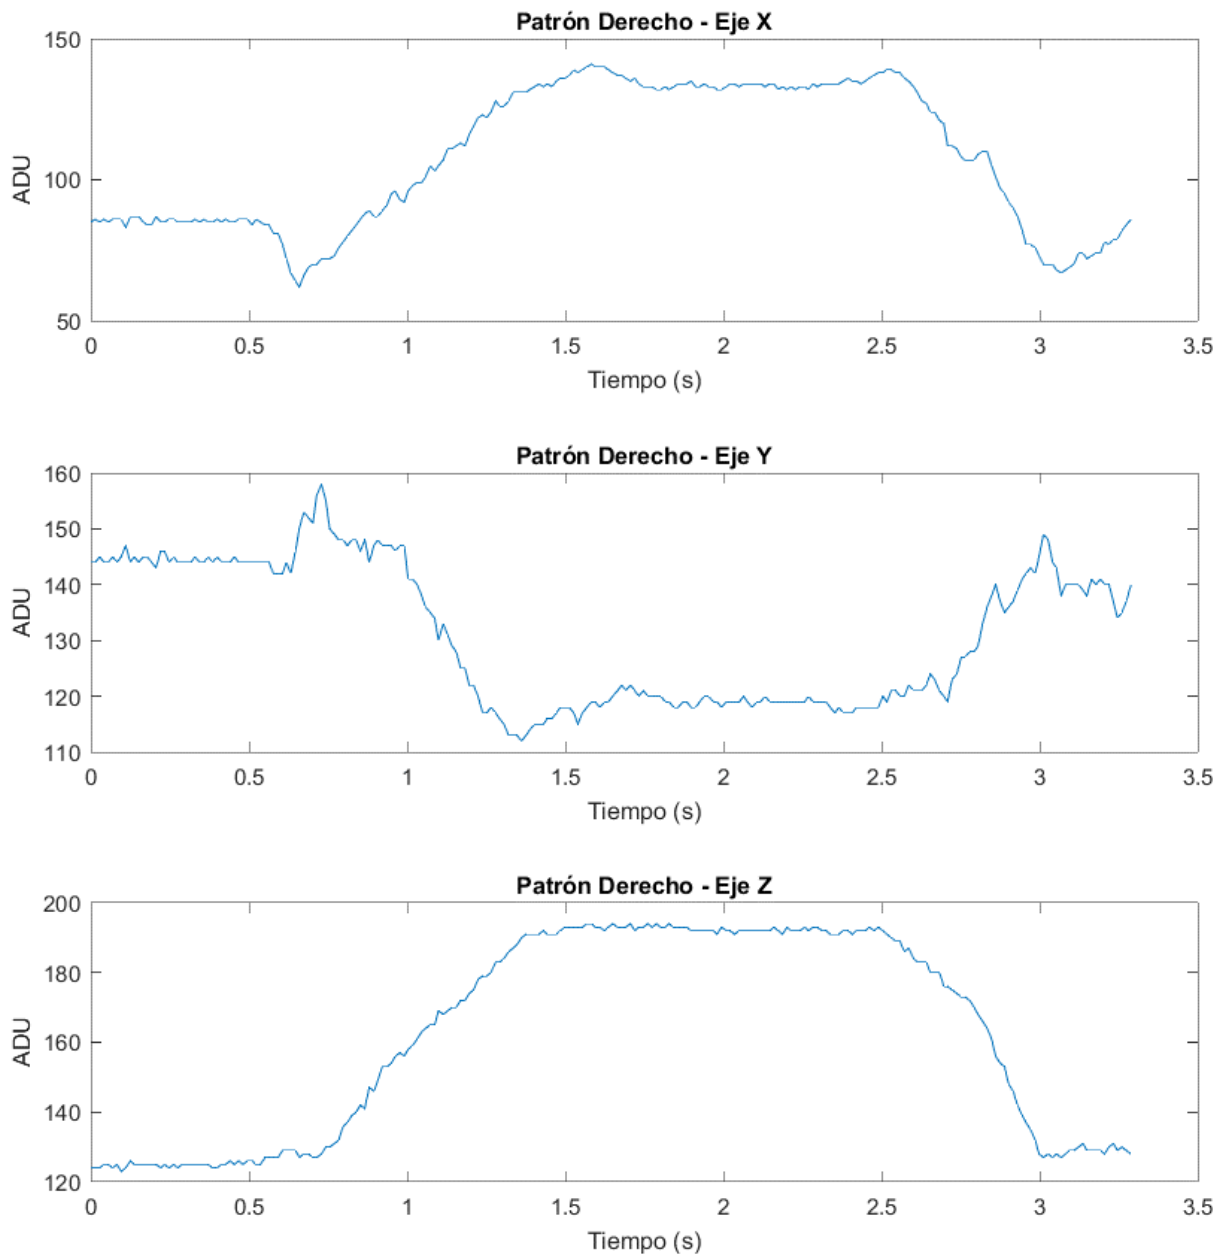 Patrón Derecho - Eje X
150
100
50
ADU
0 0.5 1 1.5 2 2.5 3 3.5
Tiempo (s)
Patrón Derecho - Eje Y
160
150
140
130
120
110
ADU
0 0.5 1 1.5 2 2.5 3 3.5
Tiempo (s)
Patrón Derecho - Eje Z
200
180
160
140
120
ADU
0 0.5 1 1.5 2 2.5 3 3.5
Tiempo (s)